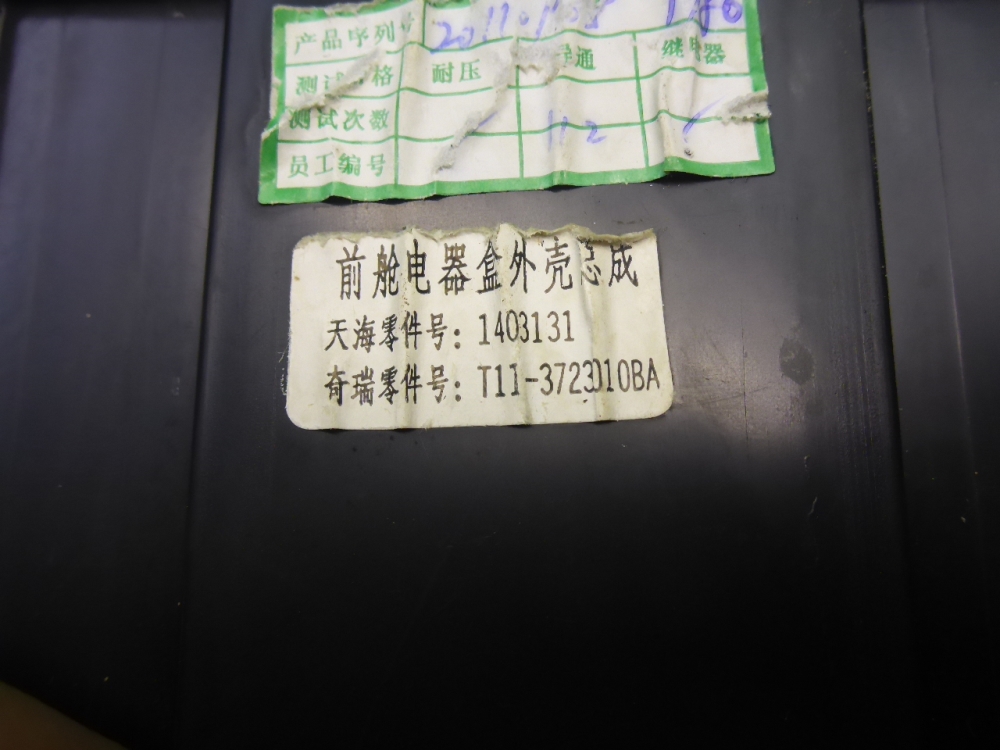 产品序列号
耐压 导通 继电器
测试合格
测试次数
112
员工编号
前舱电器盒外壳总成
天海零件号：1403131
奇瑞零件号：T11-3723010BA